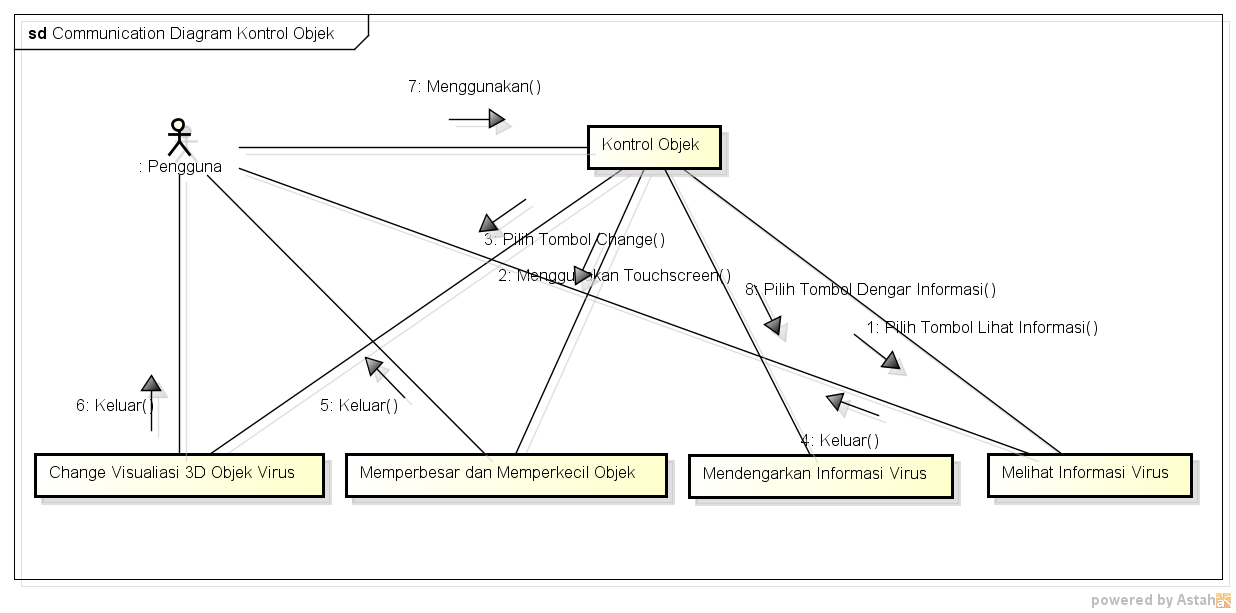 sd Communication Diagram Kontrol Objek
7: Menggunakan()
Kontrol Objek
: Pengguna
3: Pilih Tombol Change()
2: Menggunakan Touchscreen()
8: Pilih Tombol Dengar Informasi()
1: Pilih Tombol Lihat Informasi()
6: Keluar()
5: Keluar()
4: Keluar()
Change Visualiasi 3D Objek Virus
Memperbesar dan Memperkecil Objek
Mendengarkan Informasi Virus
Melihat Informasi Virus
powered by Astah